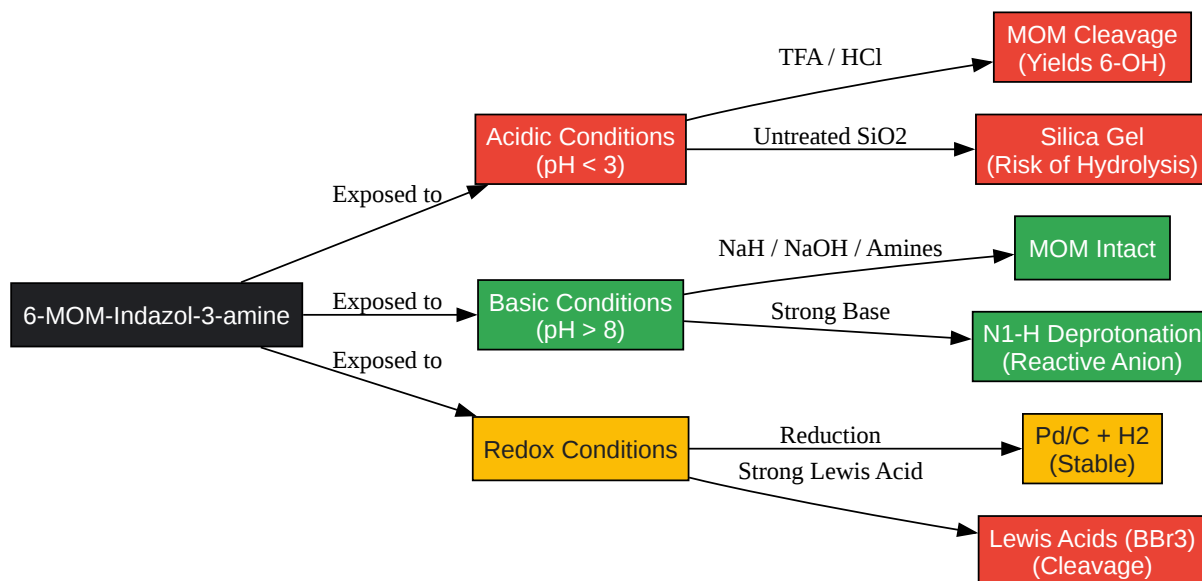 MOM Cleavage
(Yields 6-OH)
TFA / HCl
Acidic Conditions
(pH < 3)
Untreated SiO2
Silica Gel
(Risk of Hydrolysis)
Exposed to
NaH / NaOH / Amines
MOM Intact
6-MOM-Indazol-3-amine
Exposed to
Basic Conditions
(pH > 8)
Strong Base
N1-H Deprotonation
(Reactive Anion)
Exposed to
Redox Conditions
Reduction
Pd/C + H2
(Stable)
Strong Lewis Acid
Lewis Acids (BBr3)
(Cleavage)